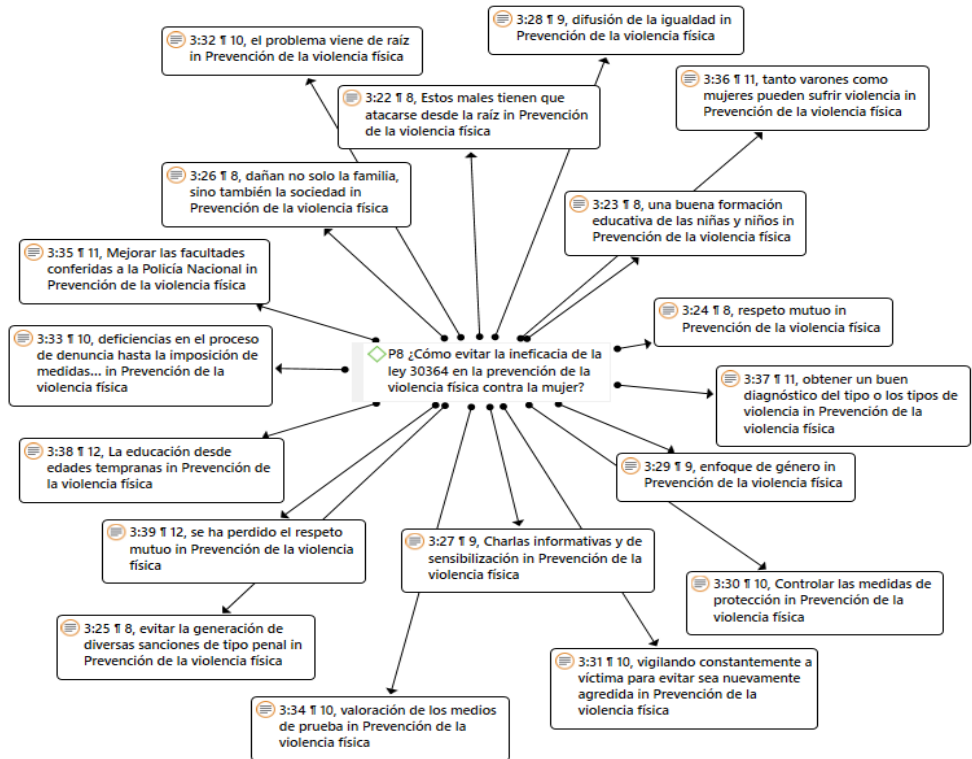 3:28 ¶ 9, difusión de la igualdad in
Prevención de la violencia física
3:32 ¶ 10, el problema viene de raíz
in Prevención de la violencia física
3:36 ¶ 11, tanto varones como
mujeres pueden sufrir violencia in
Prevención de la violencia física
3:22 ¶ 8, Estos males tienen que
atacarse desde la raíz in Prevención
de la violencia física
3:26 ¶ 8, dañan no solo la familia,
sino también la sociedad in
Prevención de la violencia física
3:23 ¶ 8, una buena formación
educativa de las niñas y niños in
Prevención de la violencia física
3:35 ¶ 11, Mejorar las facultades
conferidas a la Policía Nacional in
Prevención de la violencia física
3:24 ¶ 8, respeto mutuo in
Prevención de la violencia física
3:33 ¶ 10, deficiencias en el proceso
de denuncia hasta la imposición de
medidas... in Prevención de la
violencia física
P8 ¿Cómo evitar la ineficacia de la
ley 30364 en la prevención de la
violencia física contra la mujer?
3:37 ¶ 11, obtener un buen
diagnóstico del tipo o los tipos de
violencia in Prevención de la
violencia física
3:38 ¶ 12, La educación desde
edades tempranas in Prevención de
la violencia física
3:29 ¶ 9, enfoque de género in
Prevención de la violencia física
3:39 ¶ 12, se ha perdido el respeto
mutuo in Prevención de la violencia
física
3:27 ¶ 9, Charlas informativas y de
sensibilización in Prevención de la
violencia física
3:30 ¶ 10, Controlar las medidas de
protección in Prevención de la
violencia física
3:25 ¶ 8, evitar la generación de
diversas sanciones de tipo penal in
Prevención de la violencia física
3:31 ¶ 10, vigilando constantemente a
víctima para evitar sea nuevamente
agredida in Prevención de la
violencia física
3:34 ¶ 10, valoración de los medios
de prueba in Prevención de la
violencia física